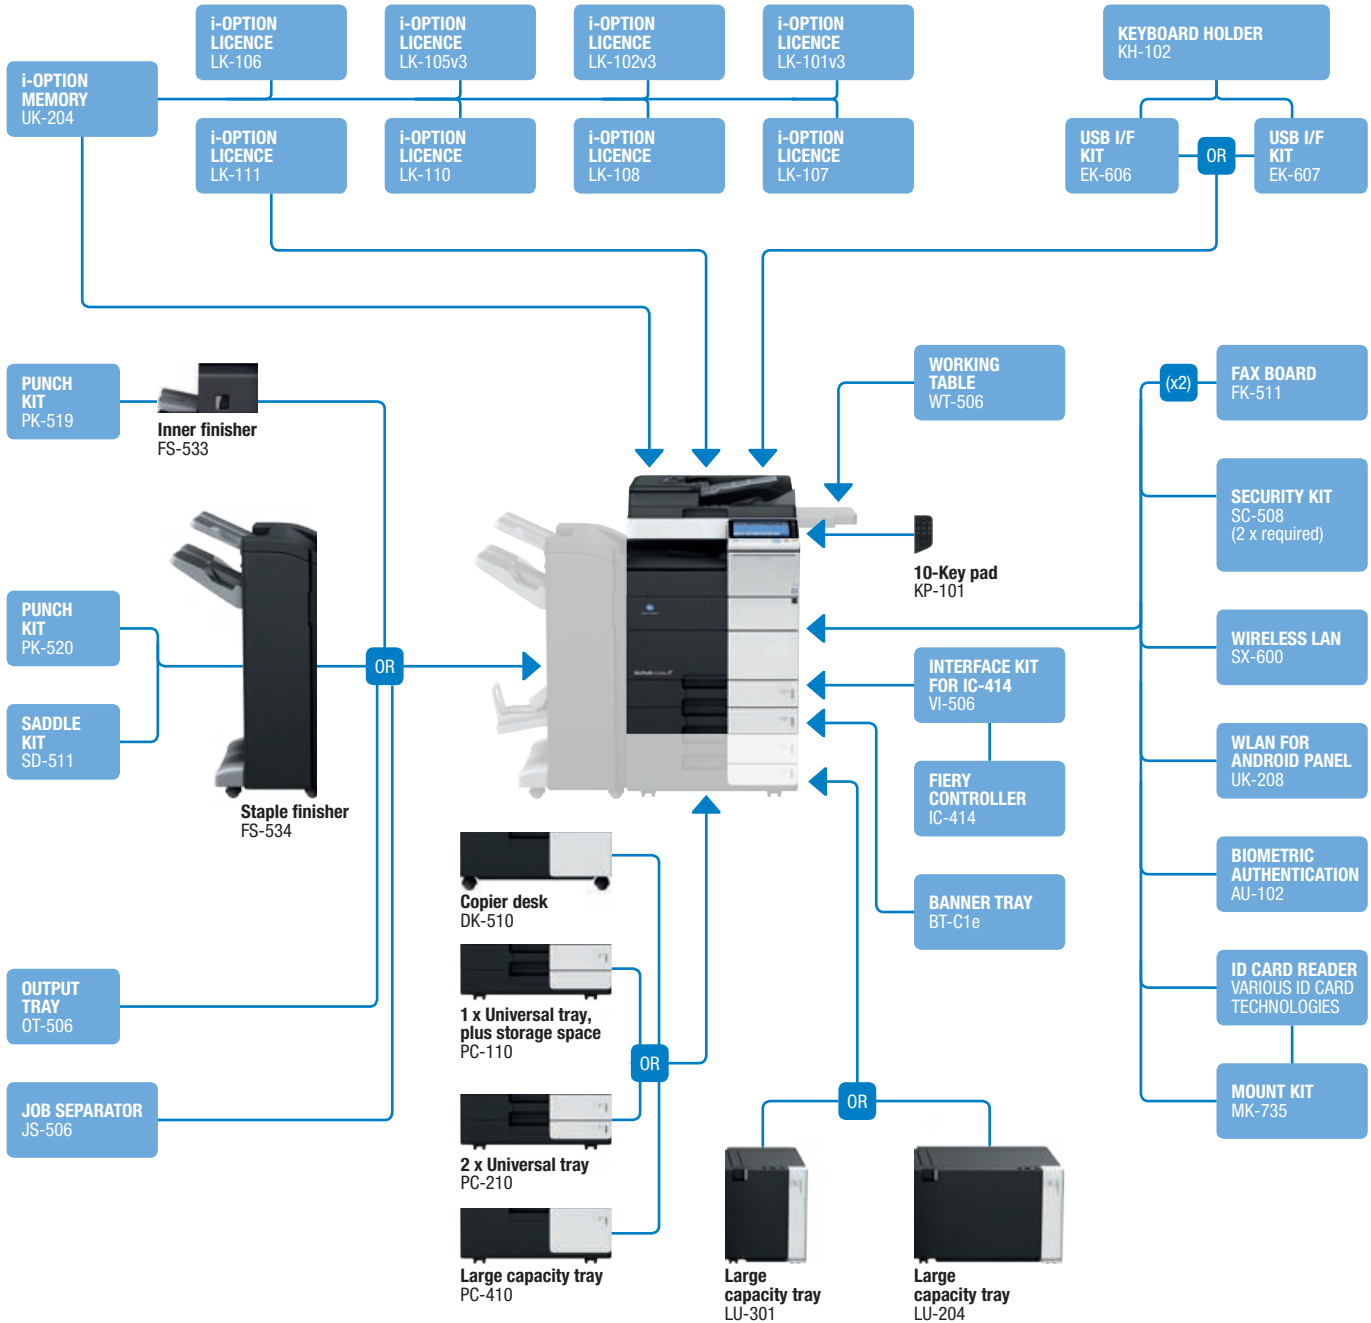 i-OPTION
LICENCE
LK-106
i-OPTION
LICENCE
LK-105v3
i-OPTION
LICENCE
LK-102v3
i-OPTION
LICENCE
LK-101v3
KEYBOARD HOLDER
KH-102
i-OPTION
MEMORY
UK-204
i-OPTION
LICENCE
LK-111
i-OPTION
LICENCE
LK-110
i-OPTION
LICENCE
LK-108
i-OPTION
LICENCE
LK-107
USB I/F
KIT
EK-606
OR
USB I/F
KIT
EK-607
PUNCH
KIT
PK-519
Inner finisher
FS-533
WORKING
TABLE
WT-506
(x2)
FAX BOARD
FK-511
SECURITY KIT
SC-508
(2 x required)
10-Key pad
KP-101
PUNCH
KIT
PK-520
OR
INTERFACE KIT
FOR IC-414
VI-506
WIRELESS LAN
SX-600
SADDLE
KIT
SD-511
Staple finisher
FS-534
FIERY
CONTROLLER
IC-414
WLAN FOR
ANDROID PANEL
UK-208
Copier desk
DK-510
BANNER TRAY
BT-C1e
BIOMETRIC
AUTHENTICATION
AU-102
OUTPUT
TRAY
OT-506
1 x Universal tray,
plus storage space
PC-110
OR
ID CARD READER
VARIOUS ID CARD
TECHNOLOGIES
JOB SEPARATOR
JS-506
2 x Universal tray
PC-210
OR
MOUNT KIT
MK-735
Large capacity tray
PC-410
Large
capacity tray
LU-301
Large
capacity tray
LU-204